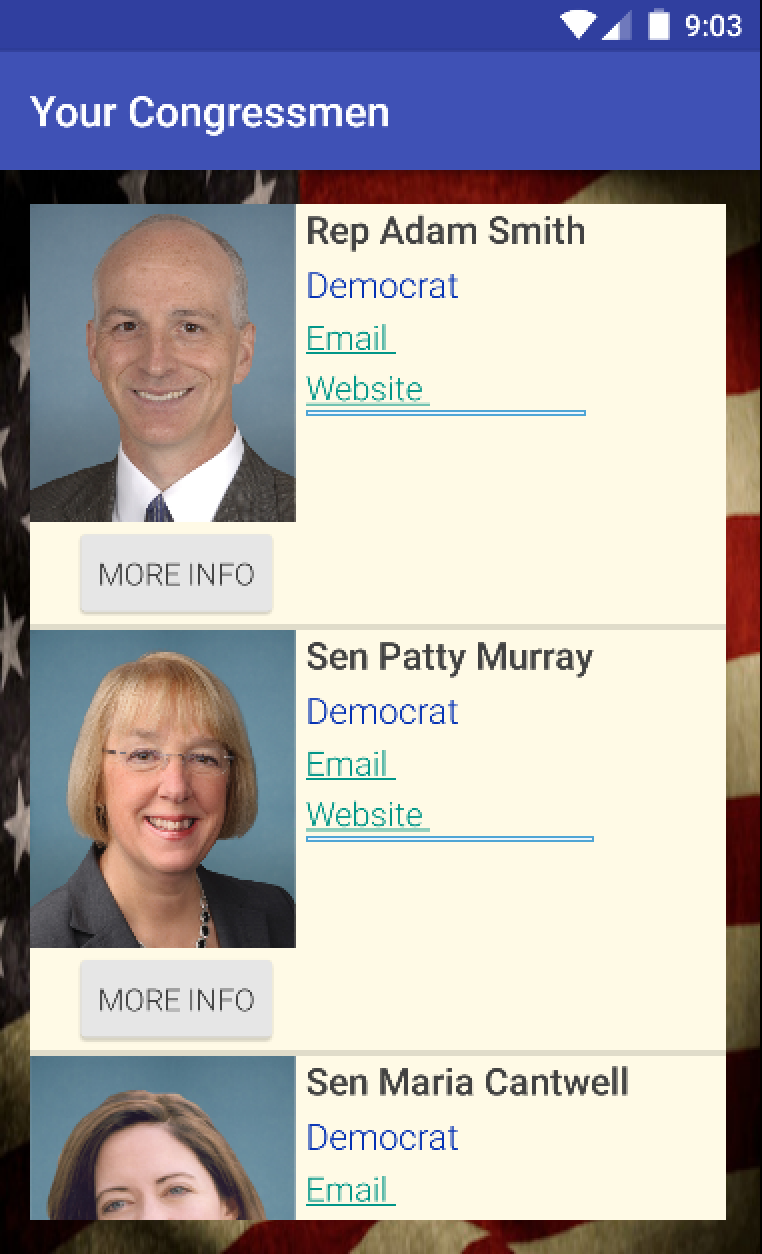 9:03
Your Congressmen
Rep Adam Smith
Democrat
Email
Website
MORE INFO
Sen Patty Murray
Democrat
Email
Website
MORE INFO
Sen Maria Cantwell
Democrat
Email